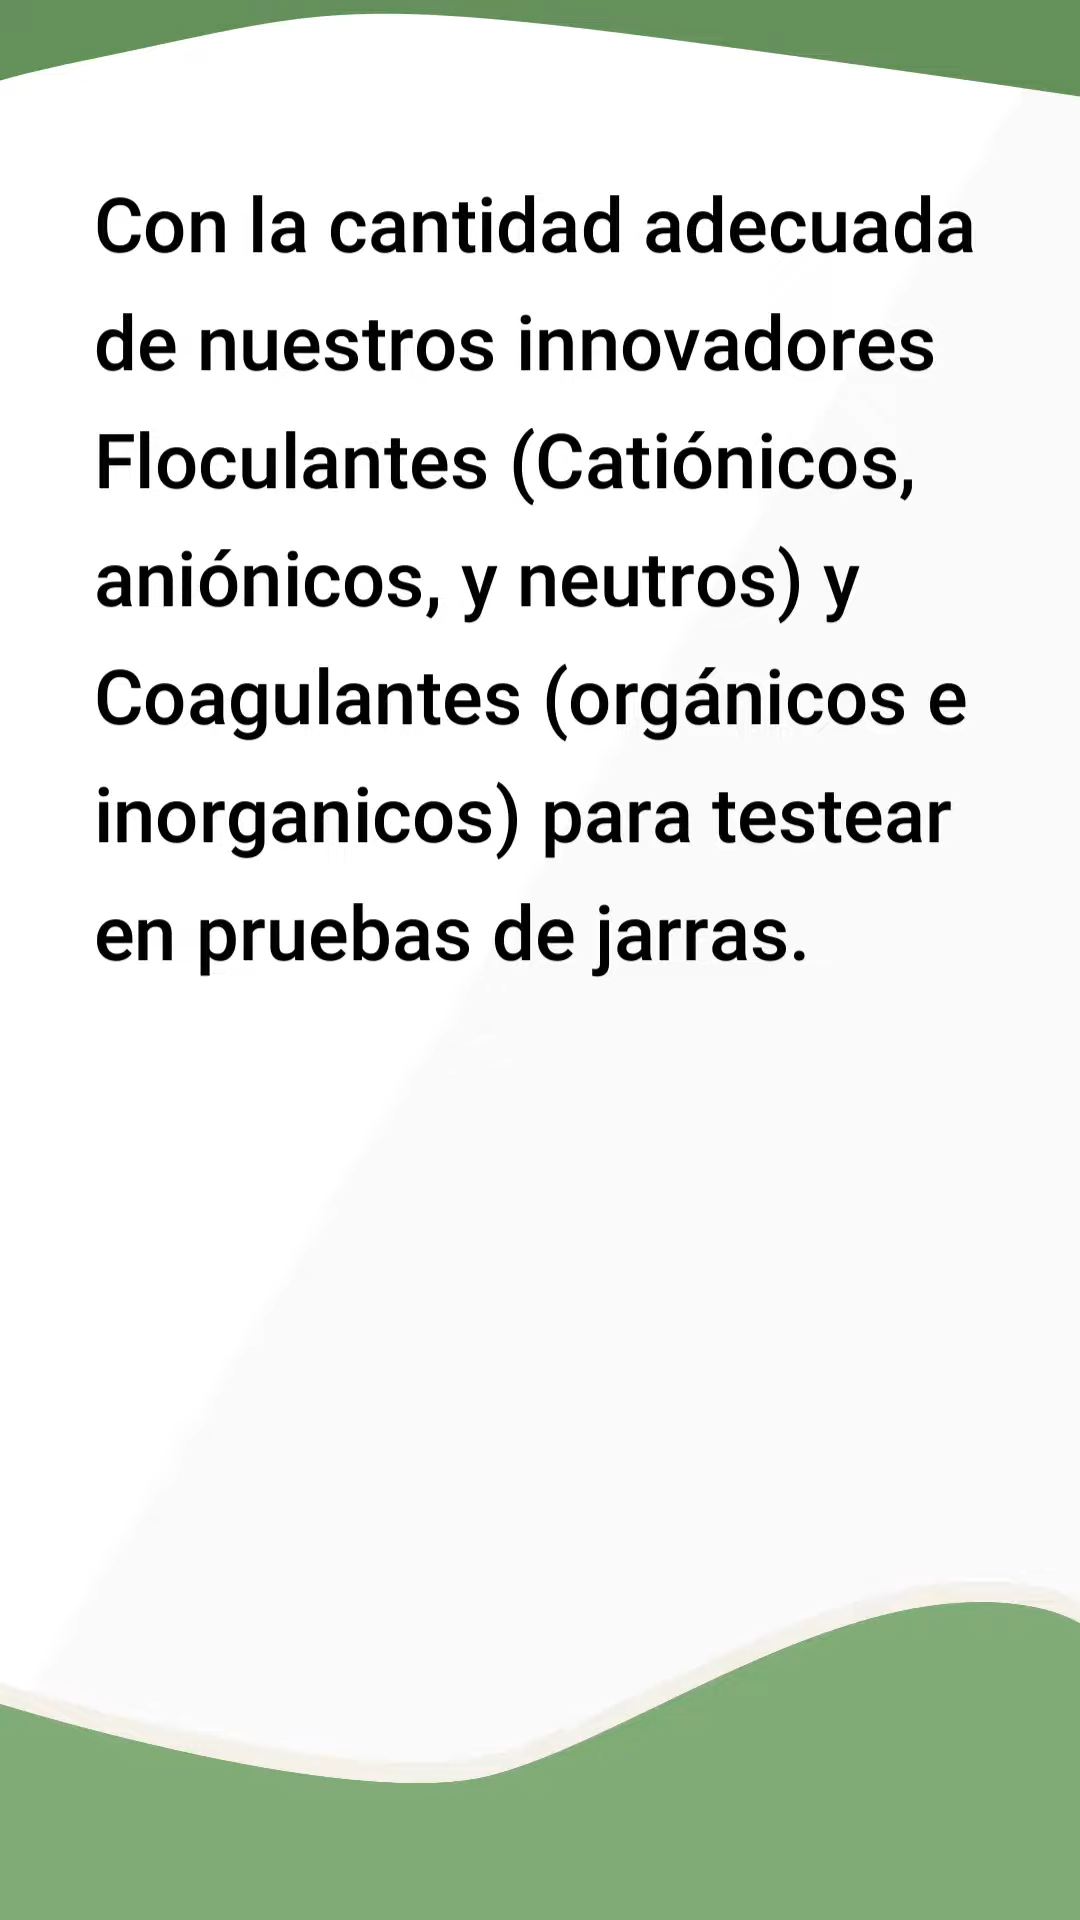 Con la cantidad adecuada
de nuestros innovadores
Floculantes (Catiónicos,
aniónicos, y neutros) y
Coagulantes (orgánicos e
inorganicos) para testear
en pruebas de jarras.